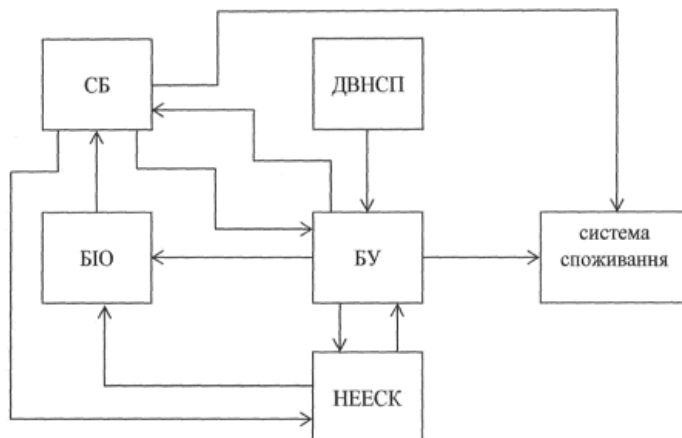 СБ
ДВНСП
БІО
БУ
система
споживання
НЕЕСК